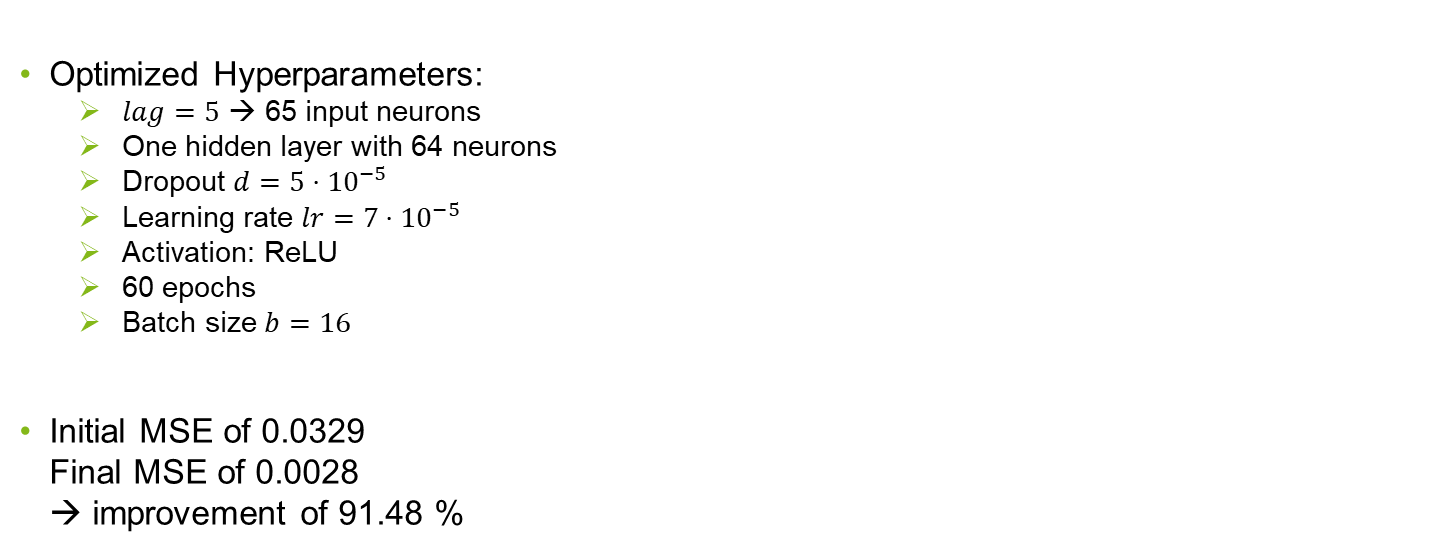 • Optimized Hyperparameters:
➢ lag = 5 → 65 input neurons
➢ One hidden layer with 64 neurons
➢ Dropout d = 5 · 10⁻⁵
➢ Learning rate lr = 7 · 10⁻⁵
➢ Activation: ReLU
➢ 60 epochs
➢ Batch size b = 16
• Initial MSE of 0.0329
Final MSE of 0.0028
→ improvement of 91.48 %